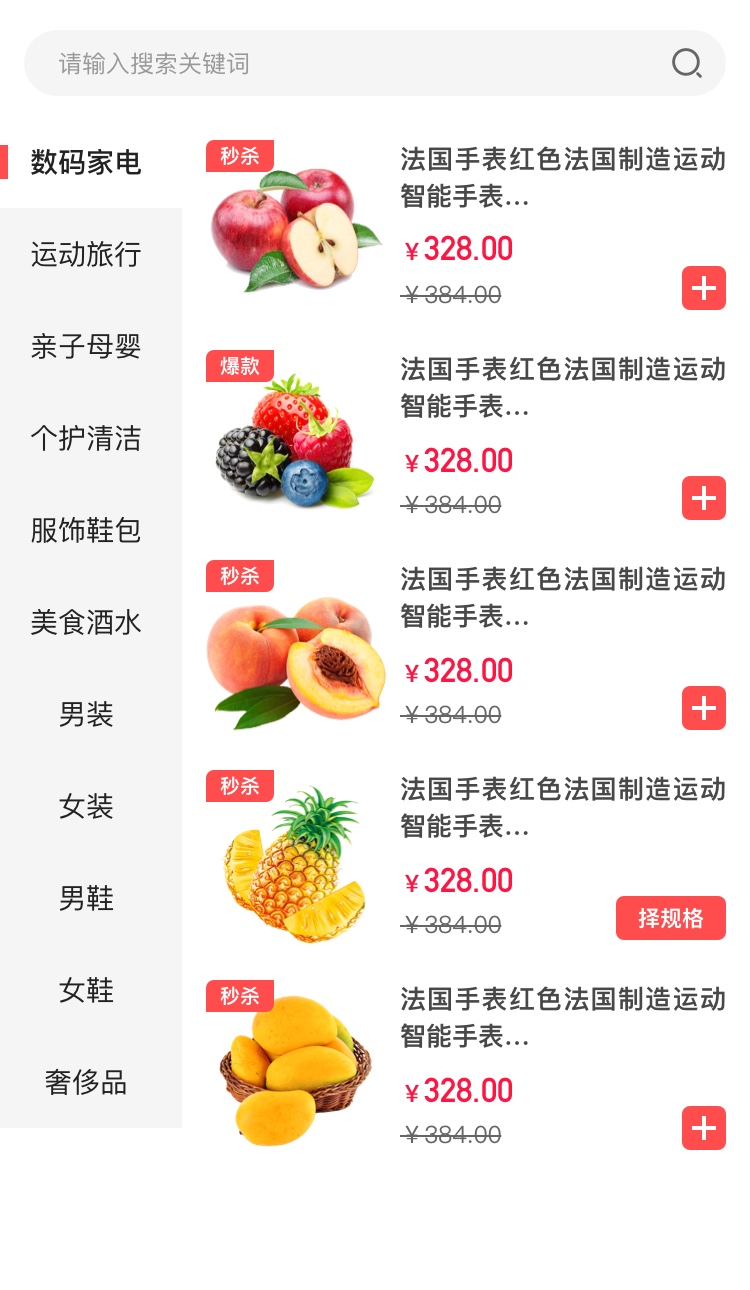 请输入搜索关键词
数码家电
运动旅行
亲子母婴
个护清洁
服饰鞋包
美食酒水
男装
女装
男鞋
女鞋
奢侈品
秒杀
法国手表红色法国制造运动
智能手表...
¥328.00
¥384.00
爆款
法国手表红色法国制造运动
智能手表...
¥328.00
¥384.00
秒杀
法国手表红色法国制造运动
智能手表...
¥328.00
¥384.00
秒杀
法国手表红色法国制造运动
智能手表...
¥328.00
¥384.00
择规格
秒杀
法国手表红色法国制造运动
智能手表...
¥328.00
¥384.00